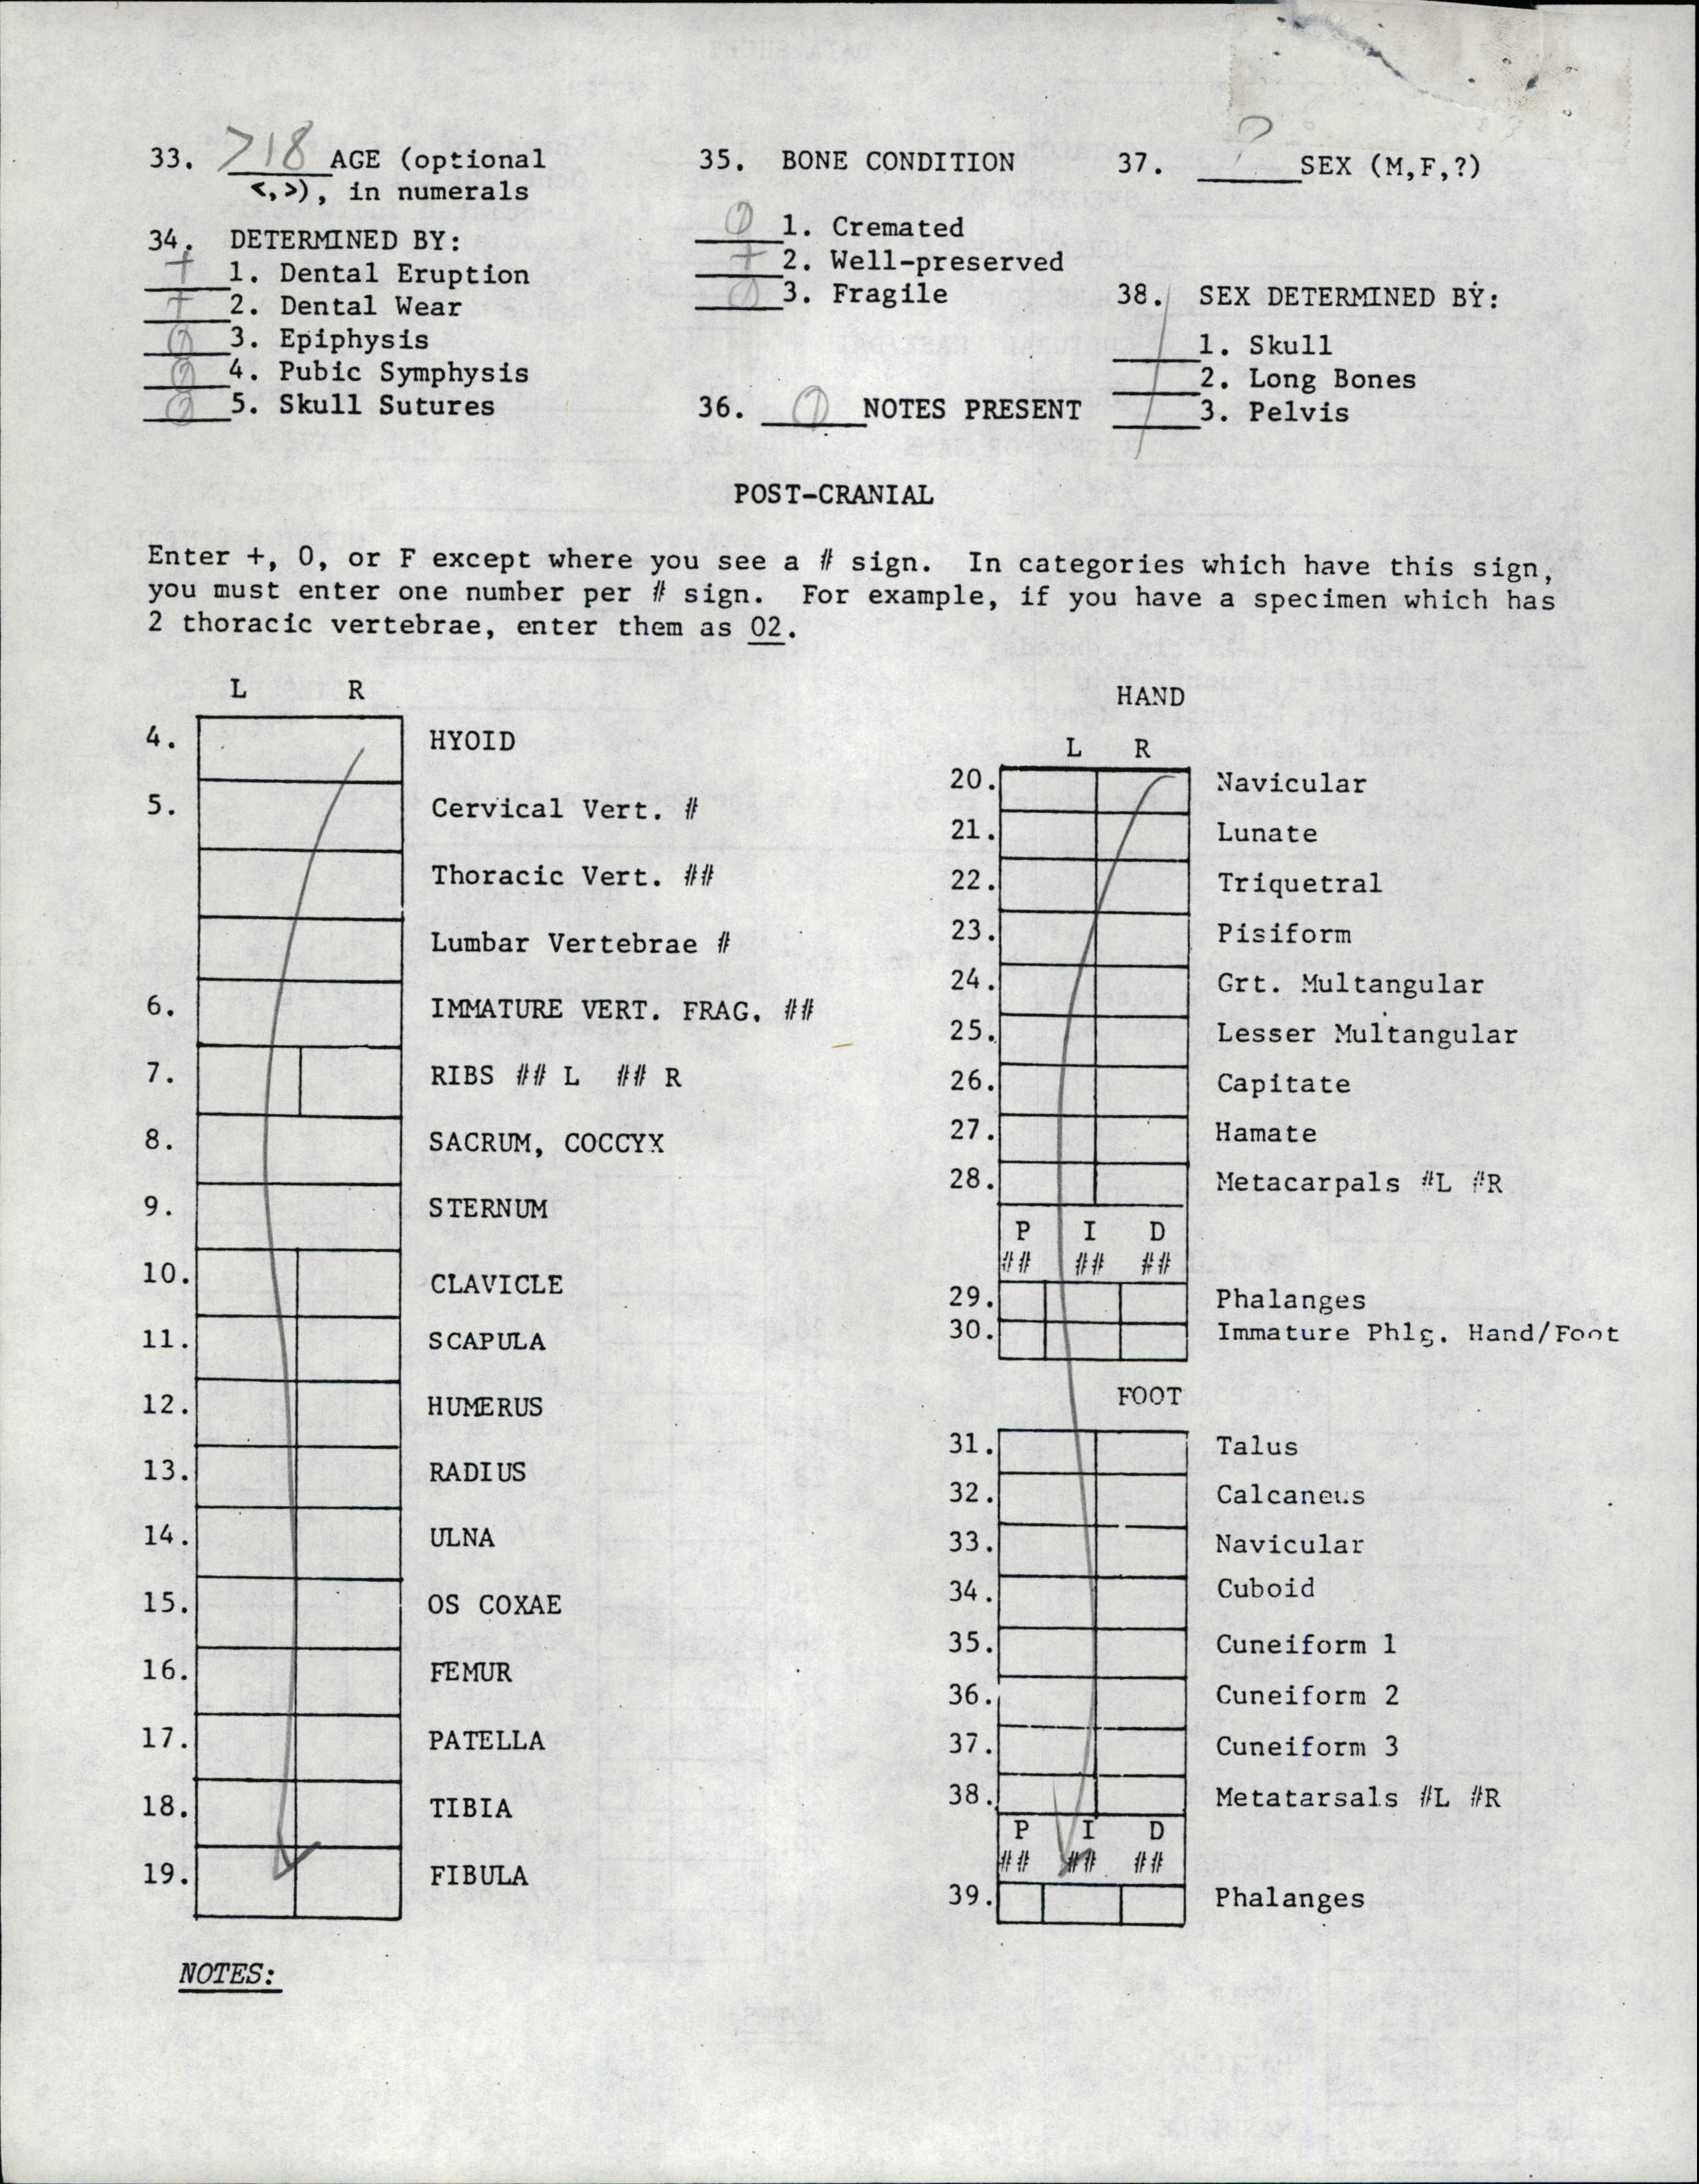 33. >18 AGE (optional
<,>), in numerals
34. DETERMINED BY:
+ 1. Dental Eruption
+ 2. Dental Wear
0 3. Epiphysis
0 4. Pubic Symphysis
0 5. Skull Sutures
35. BONE CONDITION
0 1. Cremated
+ 2. Well-preserved
0 3. Fragile
36. 0 NOTES PRESENT
37. ? SEX (M,F,?)
38. SEX DETERMINED BY:
1. Skull
2. Long Bones
3. Pelvis
POST-CRANIAL
Enter +, 0, or F except where you see a # sign. In categories which have this sign,
you must enter one number per # sign. For example, if you have a specimen which has
2 thoracic vertebrae, enter them as 02.
L R
4. HYOID
5. Cervical Vert. #
Thoracic Vert. ##
Lumbar Vertebrae #
6. IMMATURE VERT. FRAG. ##
7. RIBS ## L ## R
8. SACRUM, COCCYX
9. STERNUM
10. CLAVICLE
11. SCAPULA
12. HUMERUS
13. RADIUS
14. ULNA
15. OS COXAE
16. FEMUR
17. PATELLA
18. TIBIA
19. FIBULA
HAND
L R
20. Navicular
21. Lunate
22. Triquetral
23. Pisiform
24. Grt. Multangular
25. Lesser Multangular
26. Capitate
27. Hamate
28. Metacarpals #L #R
P I D
## ## ##
29. Phalanges
30. Immature Phlg. Hand/Foot
FOOT
31. Talus
32. Calcaneus
33. Navicular
34. Cuboid
35. Cuneiform 1
36. Cuneiform 2
37. Cuneiform 3
38. Metatarsals #L #R
P I D
## ## ##
39. Phalanges
NOTES: